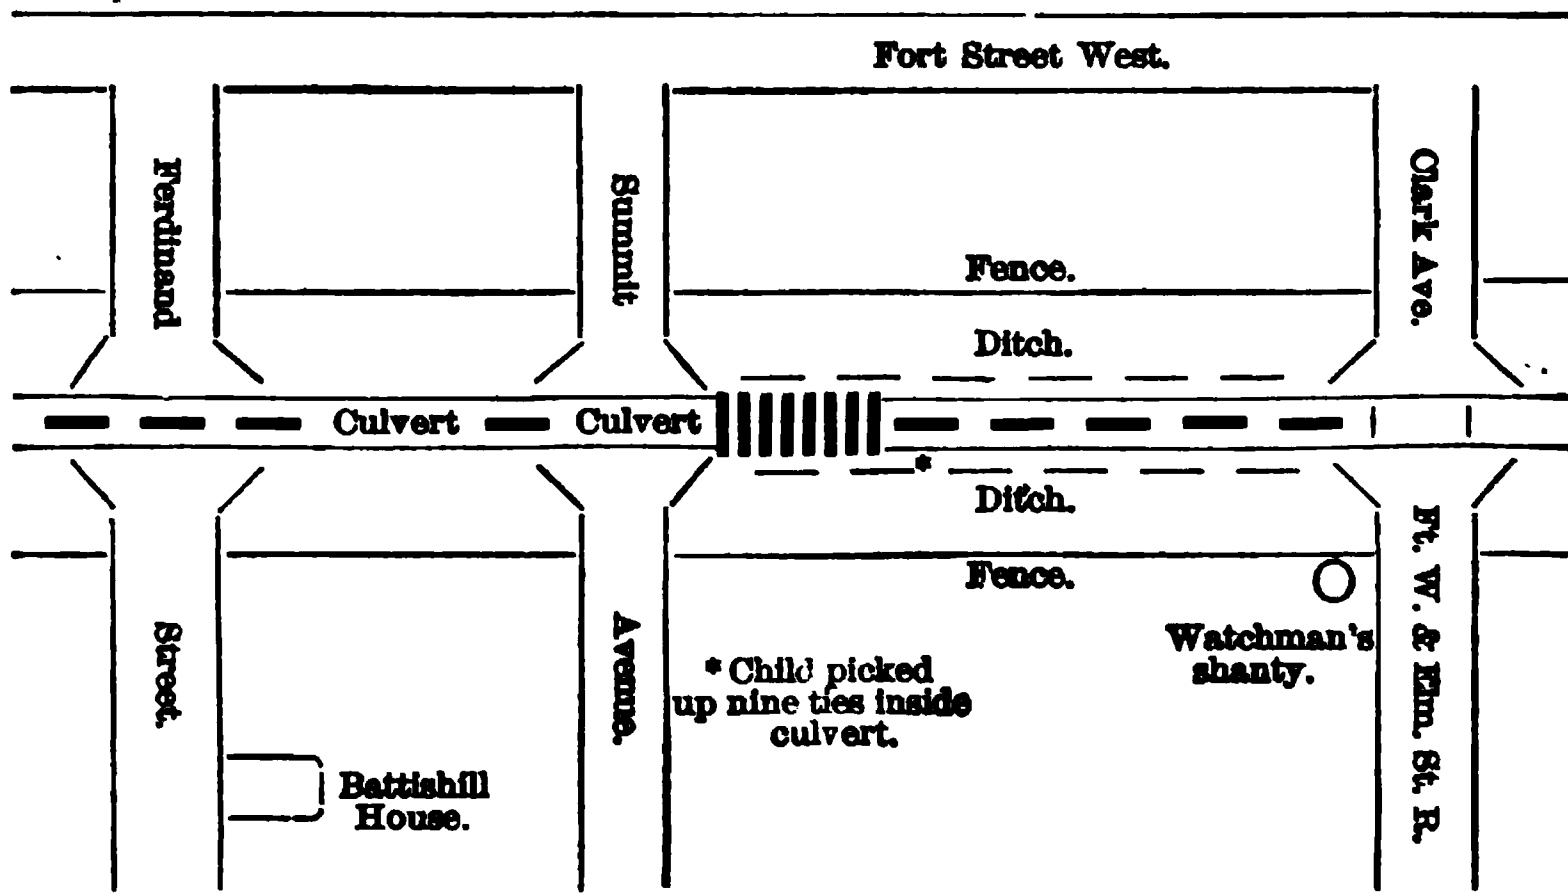 Fort Street West.
Ferdinand
Summit
Clark Ave.
Fence.
Ditch.
Culvert
Culvert
*
Ditch.
Fence.
Street.
Avenue.
* Child picked
up nine ties inside
culvert.
Watchman's
shanty.
Ft. W. & Elm. St. R.
Battishill
House.